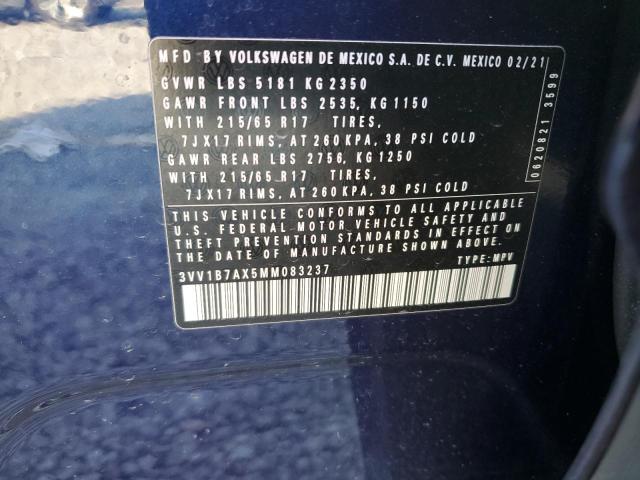 MFD BY VOLKSWAGEN DE MEXICO S.A. DE C.V. MEXICO 02/21
GVWR LBS 5181 KG 2350
GAWR FRONT LBS 2535, KG 1150
WITH 215/65 R17 TIRES,
7JX17 RIMS, AT 260 KPA, 38 PSI COLD
GAWR REAR LBS 2756, KG 1250
WITH 215/65 R17 TIRES,
7JX17 RIMS, AT 260 KPA, 38 PSI COLD
THIS VEHICLE CONFORMS TO ALL APPLICABLE
U.S. FEDERAL MOTOR VEHICLE SAFETY AND
THEFT PREVENTION STANDARDS IN EFFECT ON
THE DATE OF MANUFACTURE SHOWN ABOVE.
3VV1B7AX5MM083237 TYPE: MPV
0620821 3599